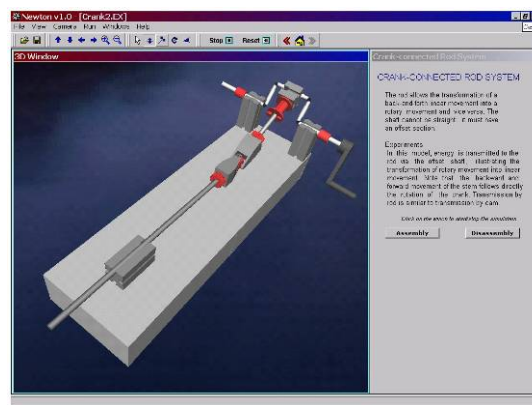 Newton v1.0 [Crank2.EX]
File View Camera Run Windows Help
Stop Reset
3D Window
Crank-connected Rod System
CRANK-CONNECTED ROD SYSTEM
The rod allows the transformation of a
back-and-forth linear movement into a
rotary movement and vice versa. The
shaft cannot be straight: it must have
an offset section.
Experiments
In this model, energy is transmitted to the
rod via the offset shaft, illustrating the
transformation of rotary movement into linear
movement. Note that the backward and
forward movement of the stem follows directly
the rotation of the crank. Transmission by
rod is similar to transmission by cam.
Click on the to start/stop the simulation
Assembly Disassembly